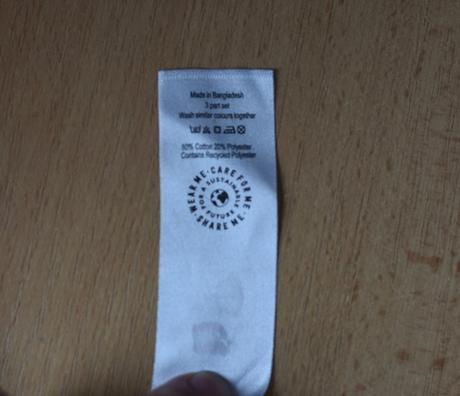 Made in Bangladesh
3 part set
Wash similar colours together
80% Cotton 20% Polyester
Contains Recycled Polyester
WEAR ME · CARE FOR ME · SHARE ME ·
FOR A SUSTAINABLE FUTURE